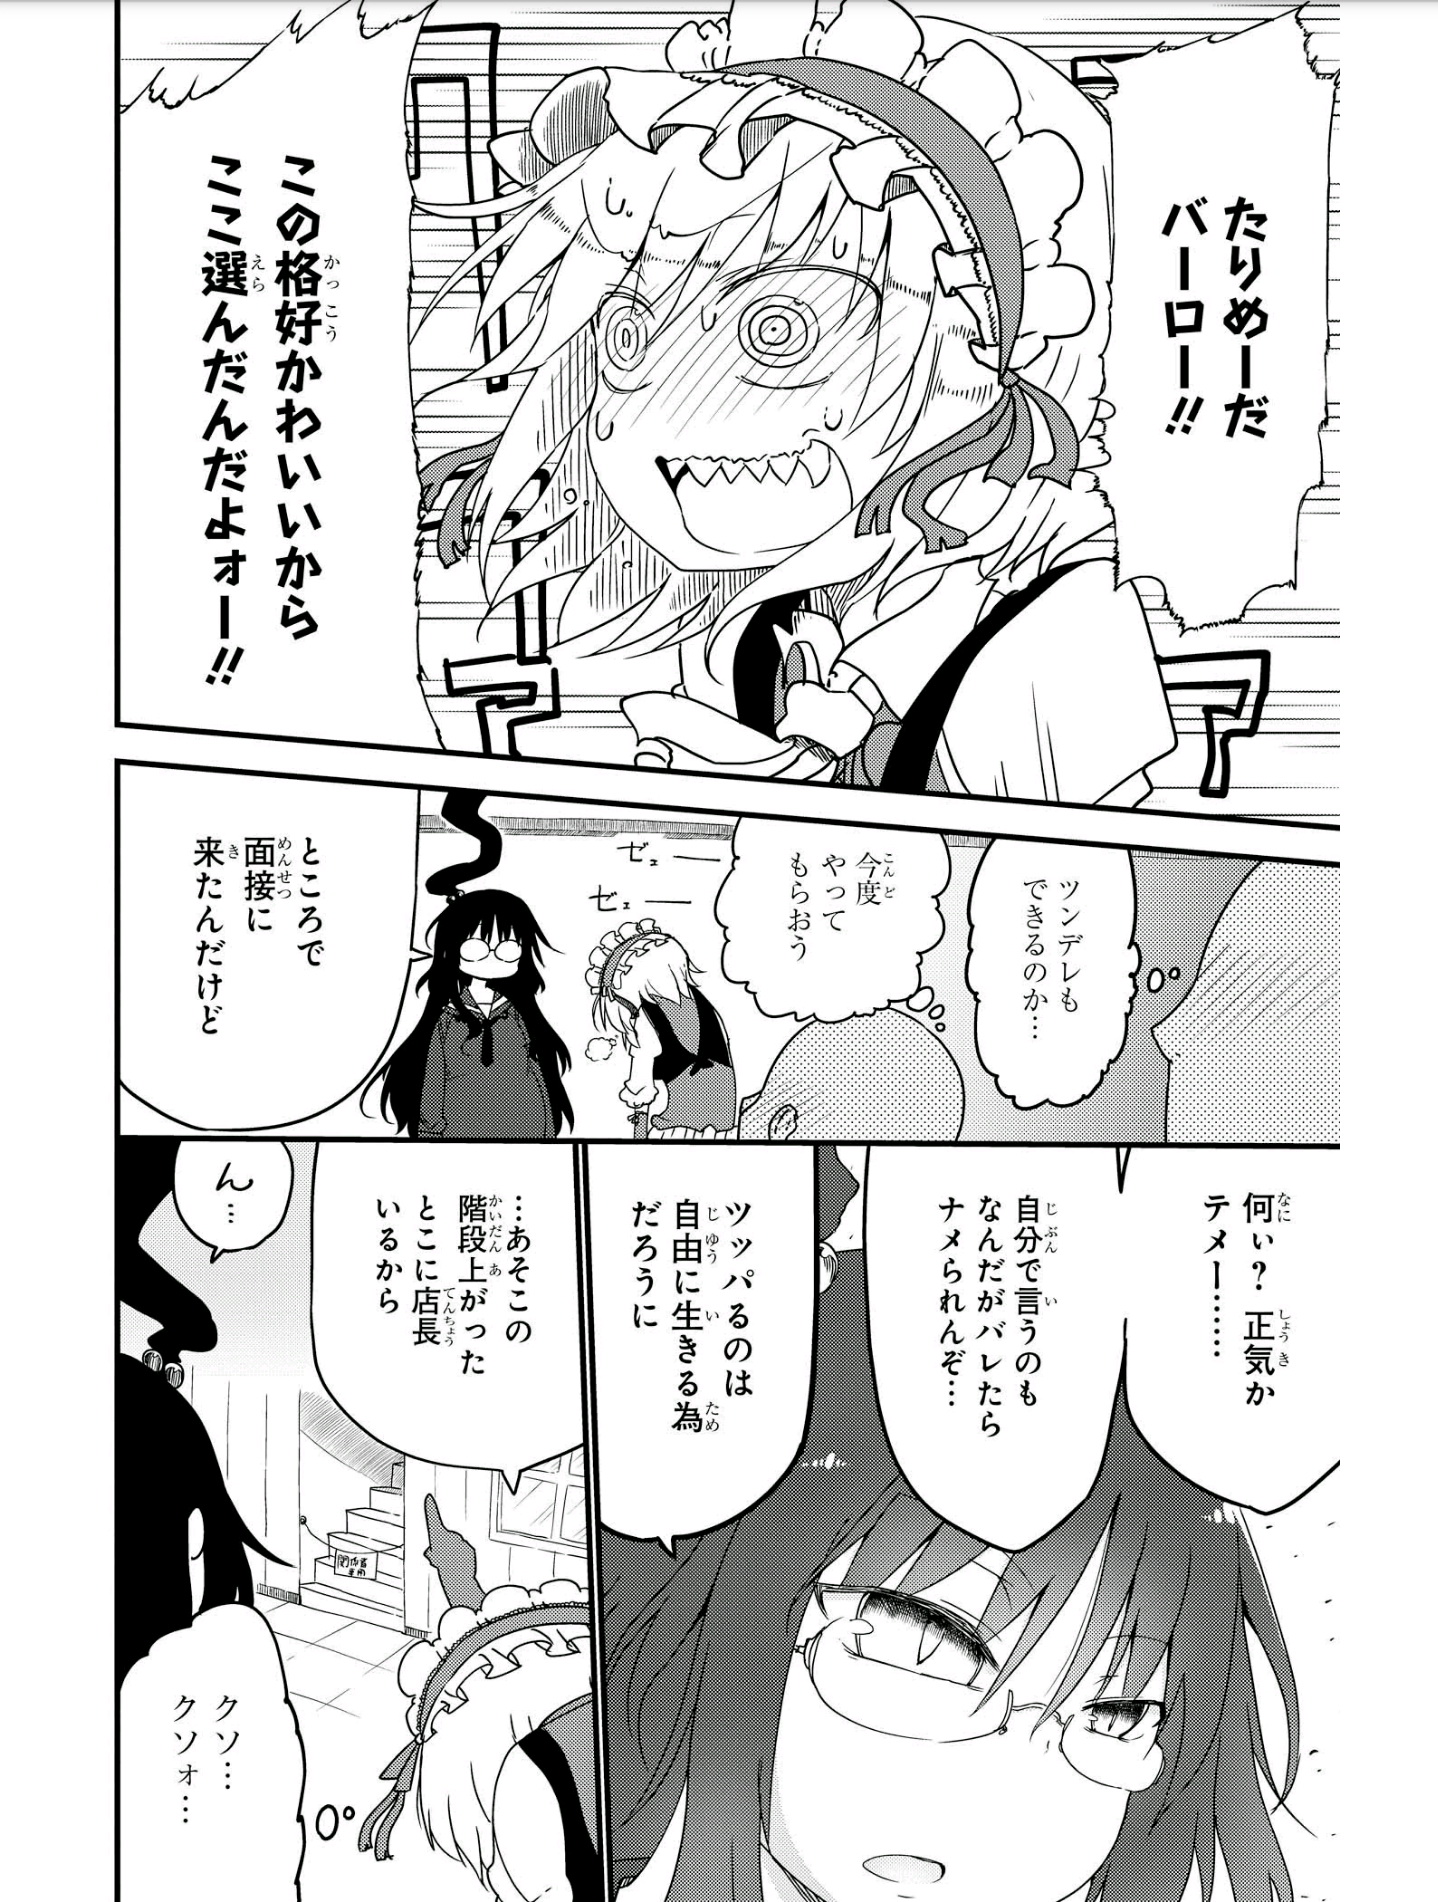 たりめーだ
バーロー!!
この格好かわいいから
ここ選んだんだよォー!!
ツンデレも
できるのか…
今度
やって
もらおう
ゼェ――
ゼェ――
ところで
面接に
来たんだけど
何ぃ?正気か
テメー………
自分で言うのも
なんだがバレたら
ナメられんぞ…
ツッパるのは
自由に生きる為
だろうに
…あそこの
階段上がった
とこに店長
いるから
ん…
関係者
専用
クソ…
クソォ…